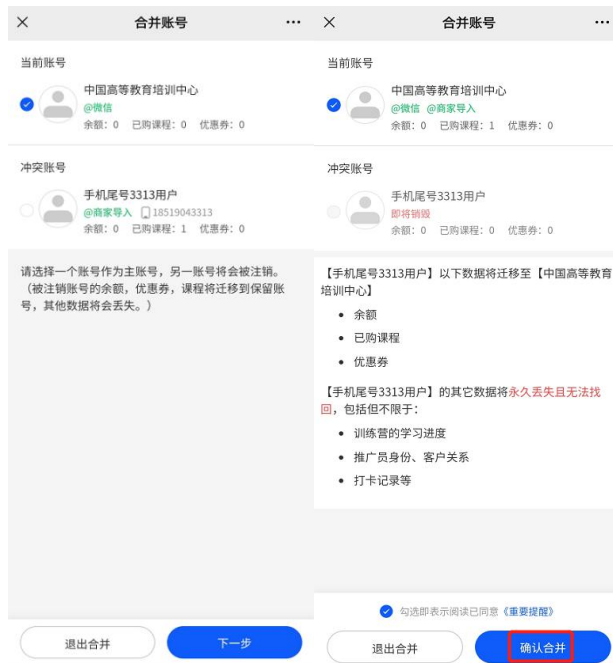 合并账号
当前账号
中国高等教育培训中心
@微信
余额：0 已购课程：0 优惠券：0
冲突账号
手机尾号3313用户
@商家导入 18519043313
余额：0 已购课程：1 优惠券：0
请选择一个账号作为主账号，另一账号将会被注销。
（被注销账号的余额，优惠券，课程将迁移到保留账
号，其他数据将会丢失。）
退出合并 下一步
合并账号
当前账号
中国高等教育培训中心
@微信 @商家导入
余额：0 已购课程：1 优惠券：0
冲突账号
手机尾号3313用户
即将销毁
余额：0 已购课程：0 优惠券：0
【手机尾号3313用户】以下数据将迁移至【中国高等教育
培训中心】
• 余额
• 已购课程
• 优惠券
【手机尾号3313用户】的其它数据将永久丢失且无法找
回，包括但不限于：
• 训练营的学习进度
• 推广员身份、客户关系
• 打卡记录等
勾选即表示阅读已同意《重要提醒》
退出合并 确认合并